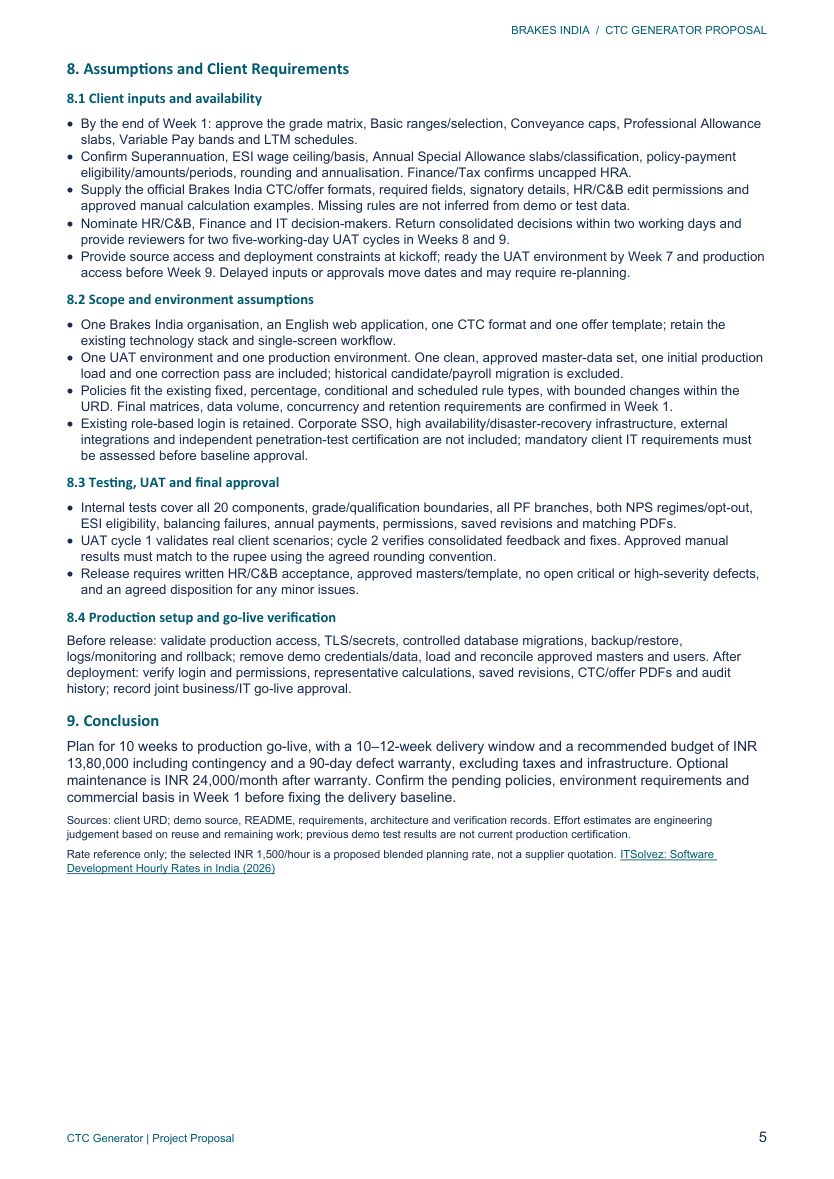 BRAKES INDIA / CTC GENERATOR PROPOSAL
8. Assumptions and Client Requirements
8.1 Client inputs and availability
• By the end of Week 1: approve the grade matrix, Basic ranges/selection, Conveyance caps, Professional Allowance
slabs, Variable Pay bands and LTM schedules.
• Confirm Superannuation, ESI wage ceiling/basis, Annual Special Allowance slabs/classification, policy-payment
eligibility/amounts/periods, rounding and annualisation. Finance/Tax confirms uncapped HRA.
• Supply the official Brakes India CTC/offer formats, required fields, signatory details, HR/C&B edit permissions and
approved manual calculation examples. Missing rules are not inferred from demo or test data.
• Nominate HR/C&B, Finance and IT decision-makers. Return consolidated decisions within two working days and
provide reviewers for two five-working-day UAT cycles in Weeks 8 and 9.
• Provide source access and deployment constraints at kickoff; ready the UAT environment by Week 7 and production
access before Week 9. Delayed inputs or approvals move dates and may require re-planning.
8.2 Scope and environment assumptions
• One Brakes India organisation, an English web application, one CTC format and one offer template; retain the
existing technology stack and single-screen workflow.
• One UAT environment and one production environment. One clean, approved master-data set, one initial production
load and one correction pass are included; historical candidate/payroll migration is excluded.
• Policies fit the existing fixed, percentage, conditional and scheduled rule types, with bounded changes within the
URD. Final matrices, data volume, concurrency and retention requirements are confirmed in Week 1.
• Existing role-based login is retained. Corporate SSO, high availability/disaster-recovery infrastructure, external
integrations and independent penetration-test certification are not included; mandatory client IT requirements must
be assessed before baseline approval.
8.3 Testing, UAT and final approval
• Internal tests cover all 20 components, grade/qualification boundaries, all PF branches, both NPS regimes/opt-out,
ESI eligibility, balancing failures, annual payments, permissions, saved revisions and matching PDFs.
• UAT cycle 1 validates real client scenarios; cycle 2 verifies consolidated feedback and fixes. Approved manual
results must match to the rupee using the agreed rounding convention.
• Release requires written HR/C&B acceptance, approved masters/template, no open critical or high-severity defects,
and an agreed disposition for any minor issues.
8.4 Production setup and go-live verification
Before release: validate production access, TLS/secrets, controlled database migrations, backup/restore,
logs/monitoring and rollback; remove demo credentials/data, load and reconcile approved masters and users. After
deployment: verify login and permissions, representative calculations, saved revisions, CTC/offer PDFs and audit
history; record joint business/IT go-live approval.
9. Conclusion
Plan for 10 weeks to production go-live, with a 10–12-week delivery window and a recommended budget of INR
13,80,000 including contingency and a 90-day defect warranty, excluding taxes and infrastructure. Optional
maintenance is INR 24,000/month after warranty. Confirm the pending policies, environment requirements and
commercial basis in Week 1 before fixing the delivery baseline.
Sources: client URD; demo source, README, requirements, architecture and verification records. Effort estimates are engineering
judgement based on reuse and remaining work; previous demo test results are not current production certification.
Rate reference only; the selected INR 1,500/hour is a proposed blended planning rate, not a supplier quotation. ITSolvez: Software
Development Hourly Rates in India (2026)
CTC Generator | Project Proposal
5